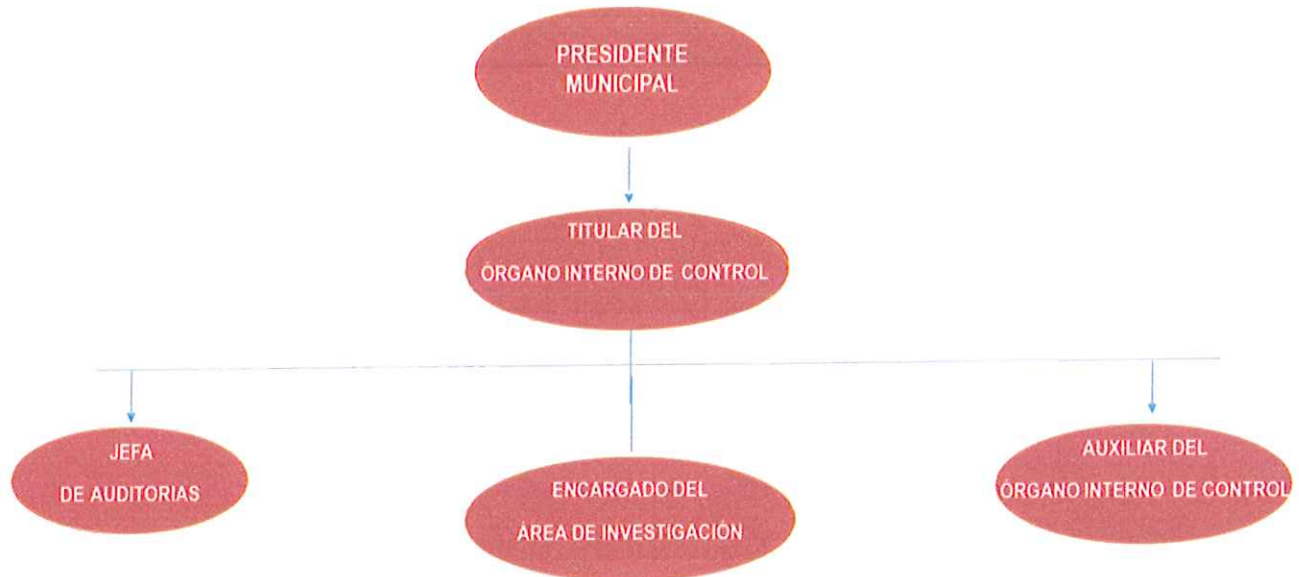 PRESIDENTE
MUNICIPAL
TITULAR DEL
ÓRGANO INTERNO DE CONTROL
JEFA
DE AUDITORIAS
ENCARGADO DEL
ÁREA DE INVESTIGACIÓN
AUXILIAR DEL
ÓRGANO INTERNO DE CONTROL